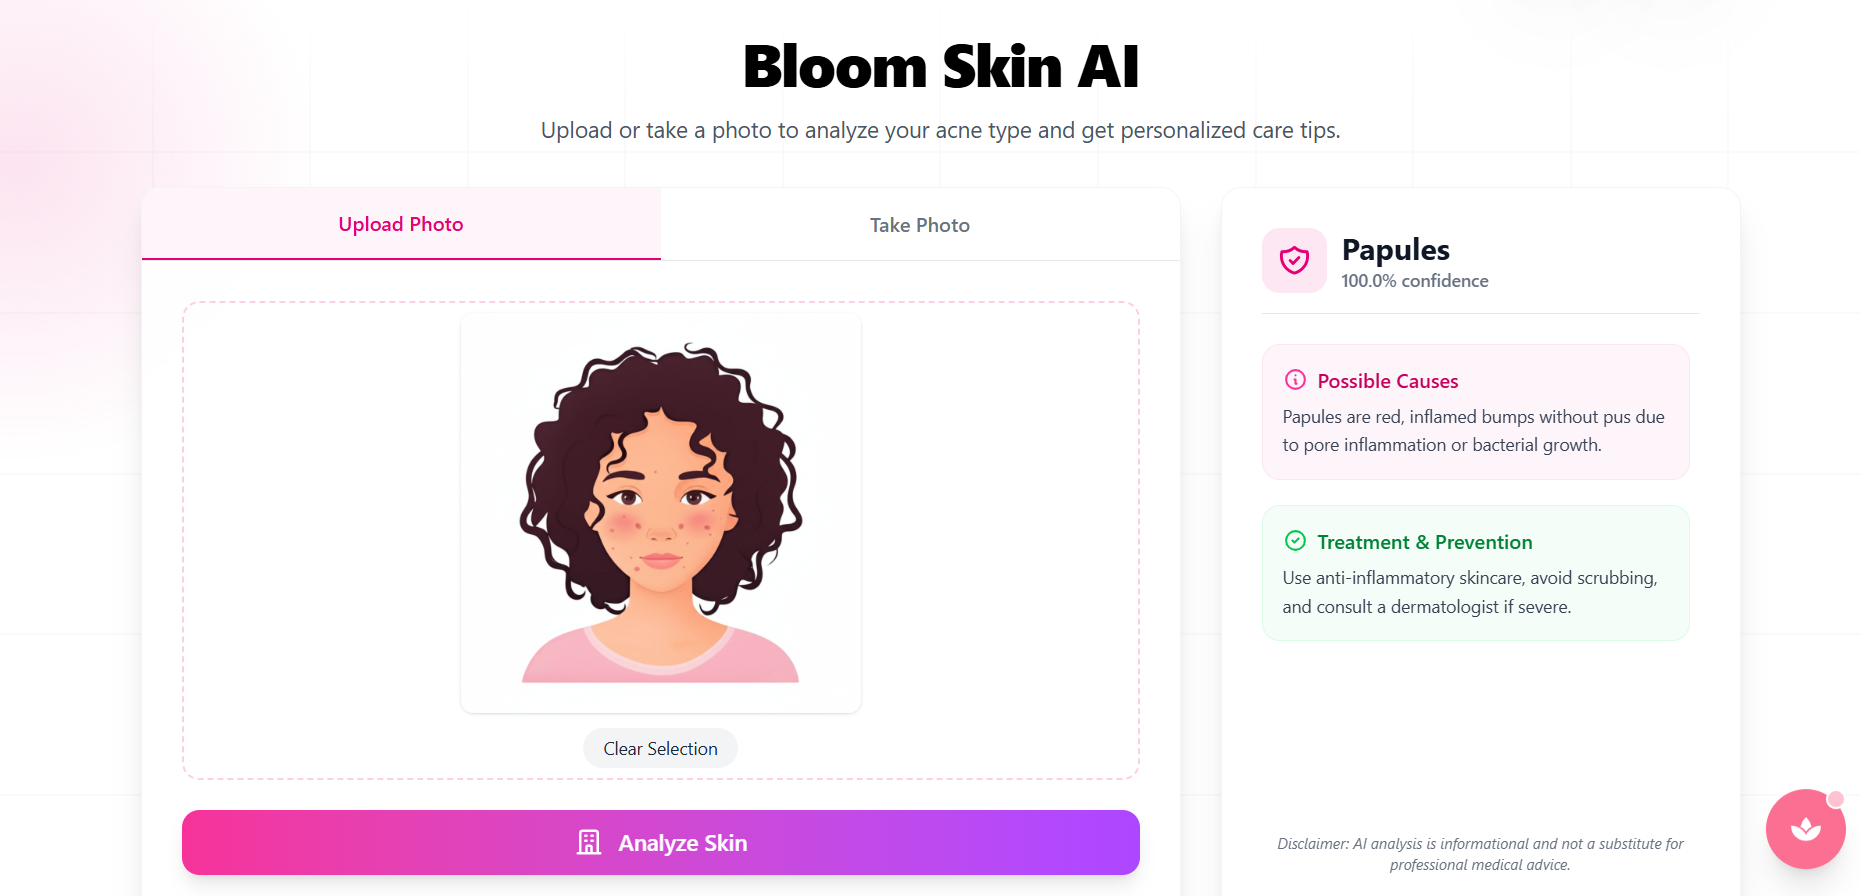 Bloom Skin AI
Upload or take a photo to analyze your acne type and get personalized care tips.
Upload Photo
Take Photo
Clear Selection
Analyze Skin
Papules
100.0% confidence
Possible Causes
Papules are red, inflamed bumps without pus due
to pore inflammation or bacterial growth.
Treatment & Prevention
Use anti-inflammatory skincare, avoid scrubbing,
and consult a dermatologist if severe.
Disclaimer: AI analysis is informational and not a substitute for
professional medical advice.